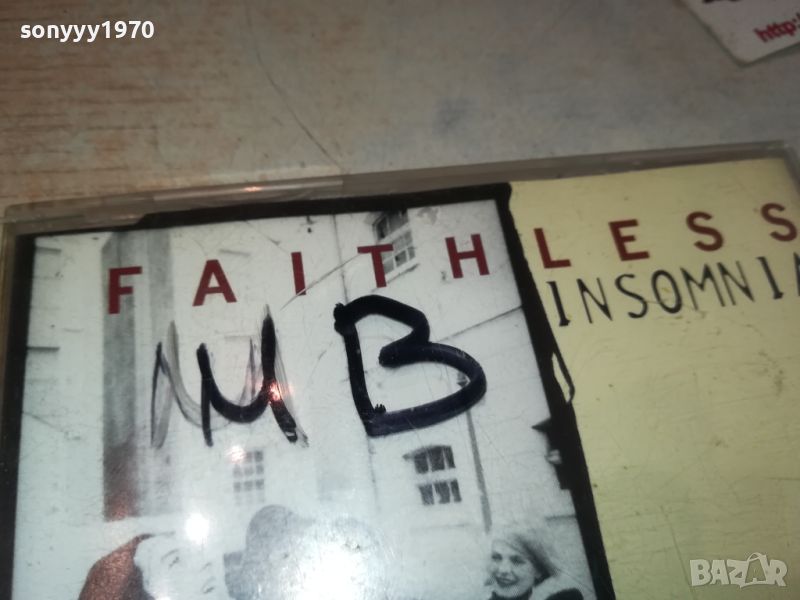 sonyyy1970
http:
FAITHLESS
INSOMNIA
MB
BAZAR